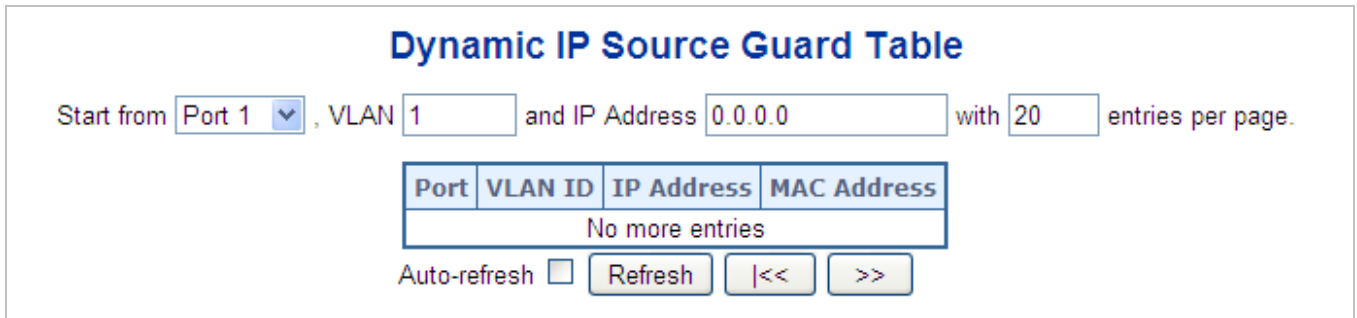 Dynamic IP Source Guard Table
Start from Port 1 , VLAN 1 and IP Address 0.0.0.0 with 20 entries per page.
Port VLAN ID IP Address MAC Address
No more entries
Auto-refresh Refresh |<< >>